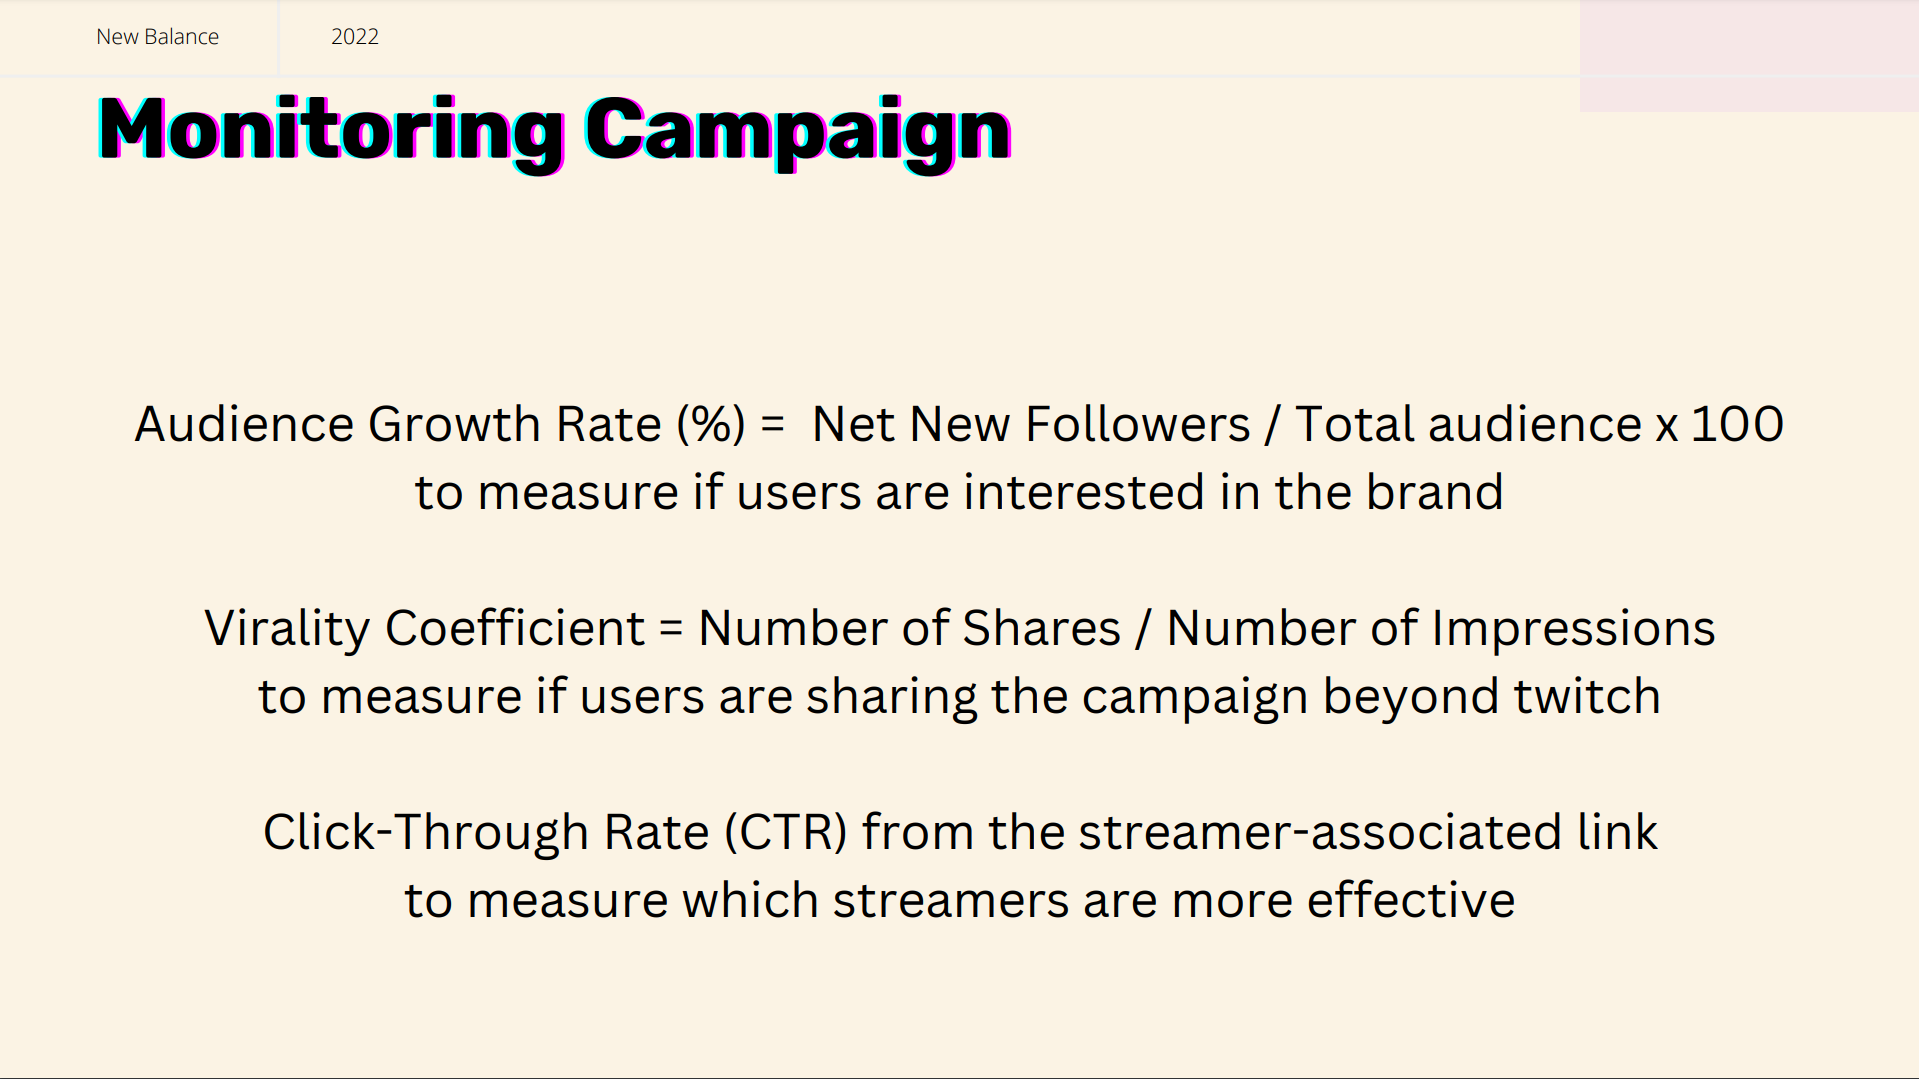 New Balance
2022
Monitoring Campaign
Audience Growth Rate (%) = Net New Followers / Total audience x 100
to measure if users are interested in the brand
Virality Coefficient = Number of Shares / Number of Impressions
to measure if users are sharing the campaign beyond twitch
Click-Through Rate (CTR) from the streamer-associated link
to measure which streamers are more effective